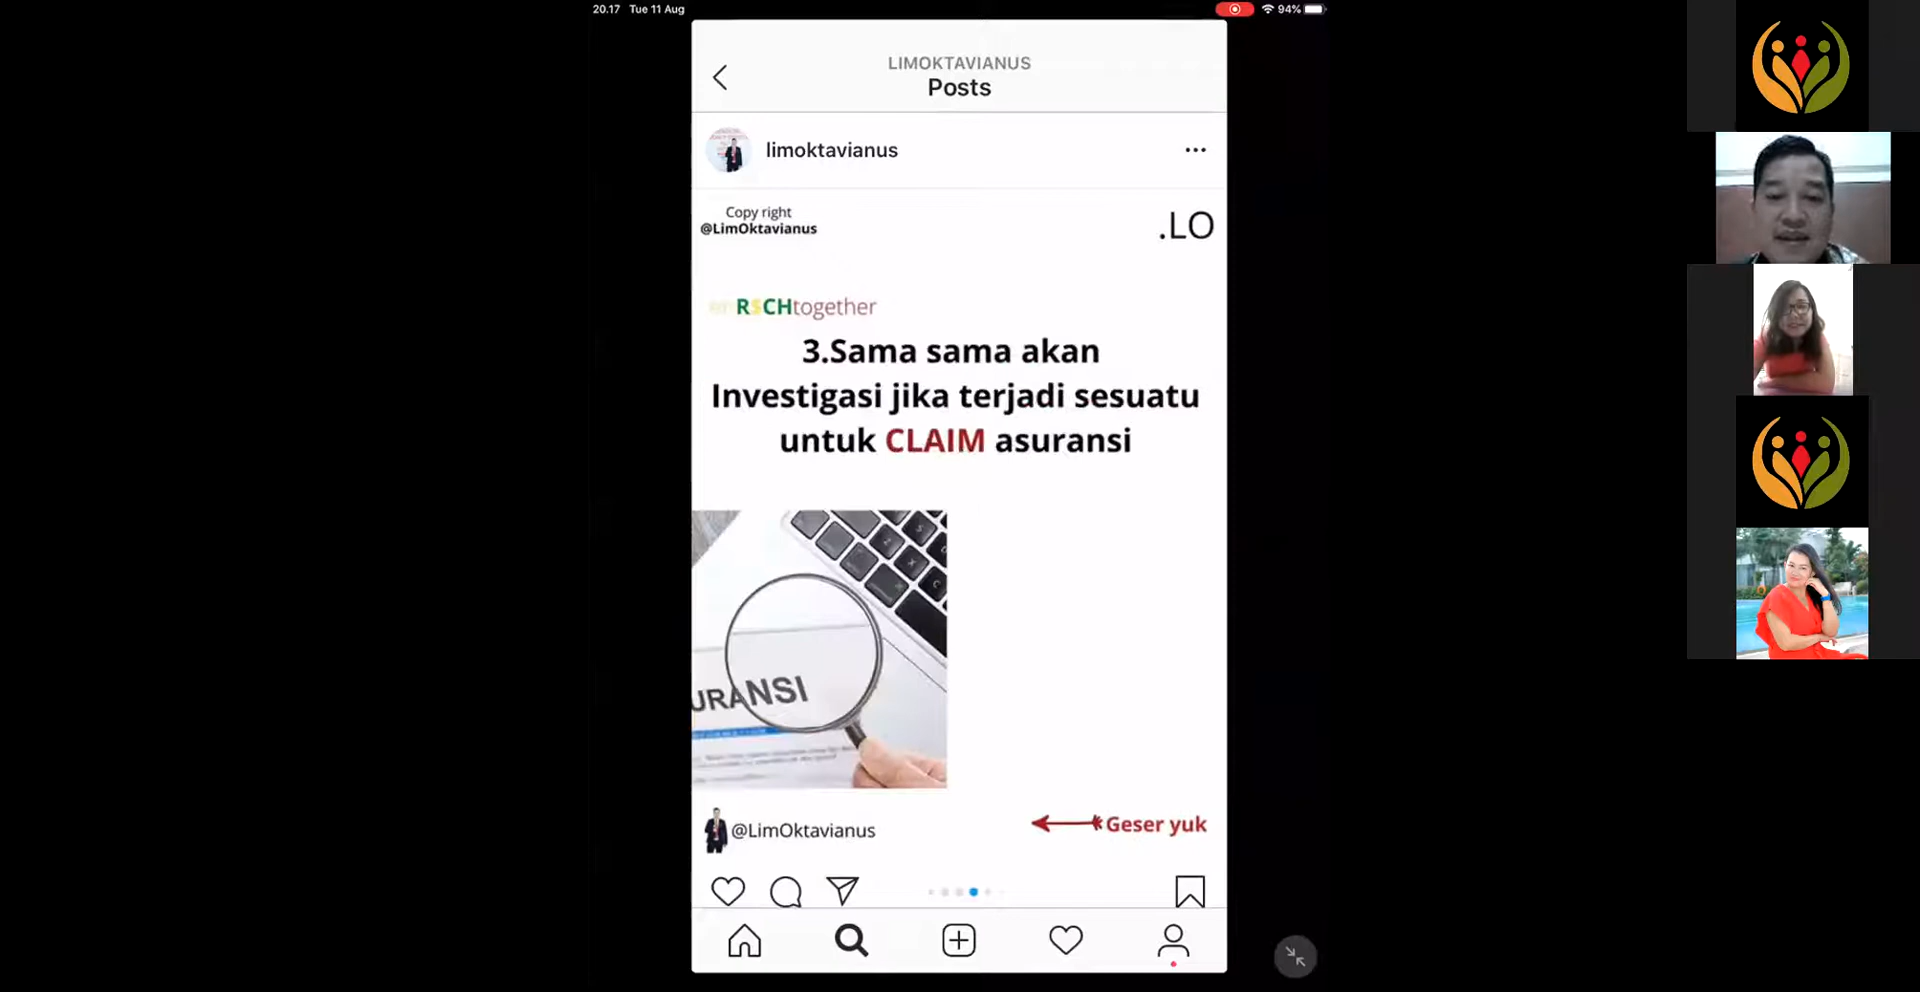 20.17 Tue 11 Aug
94%
LIMOKTAVIANUS
Posts
limoktavianus
Copy right
@LimOktavianus
.LO
R$CHtogether
3.Sama sama akan
Investigasi jika terjadi sesuatu
untuk CLAIM asuransi
URANSI
@LimOktavianus
Geser yuk